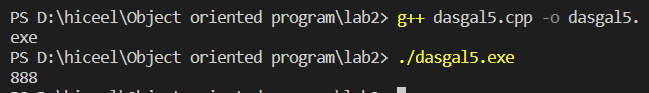 PS D:\hiceel\Object oriented program\lab2> g++ dasgal5.cpp -o dasgal5.
exe
PS D:\hiceel\Object oriented program\lab2> ./dasgal5.exe
888